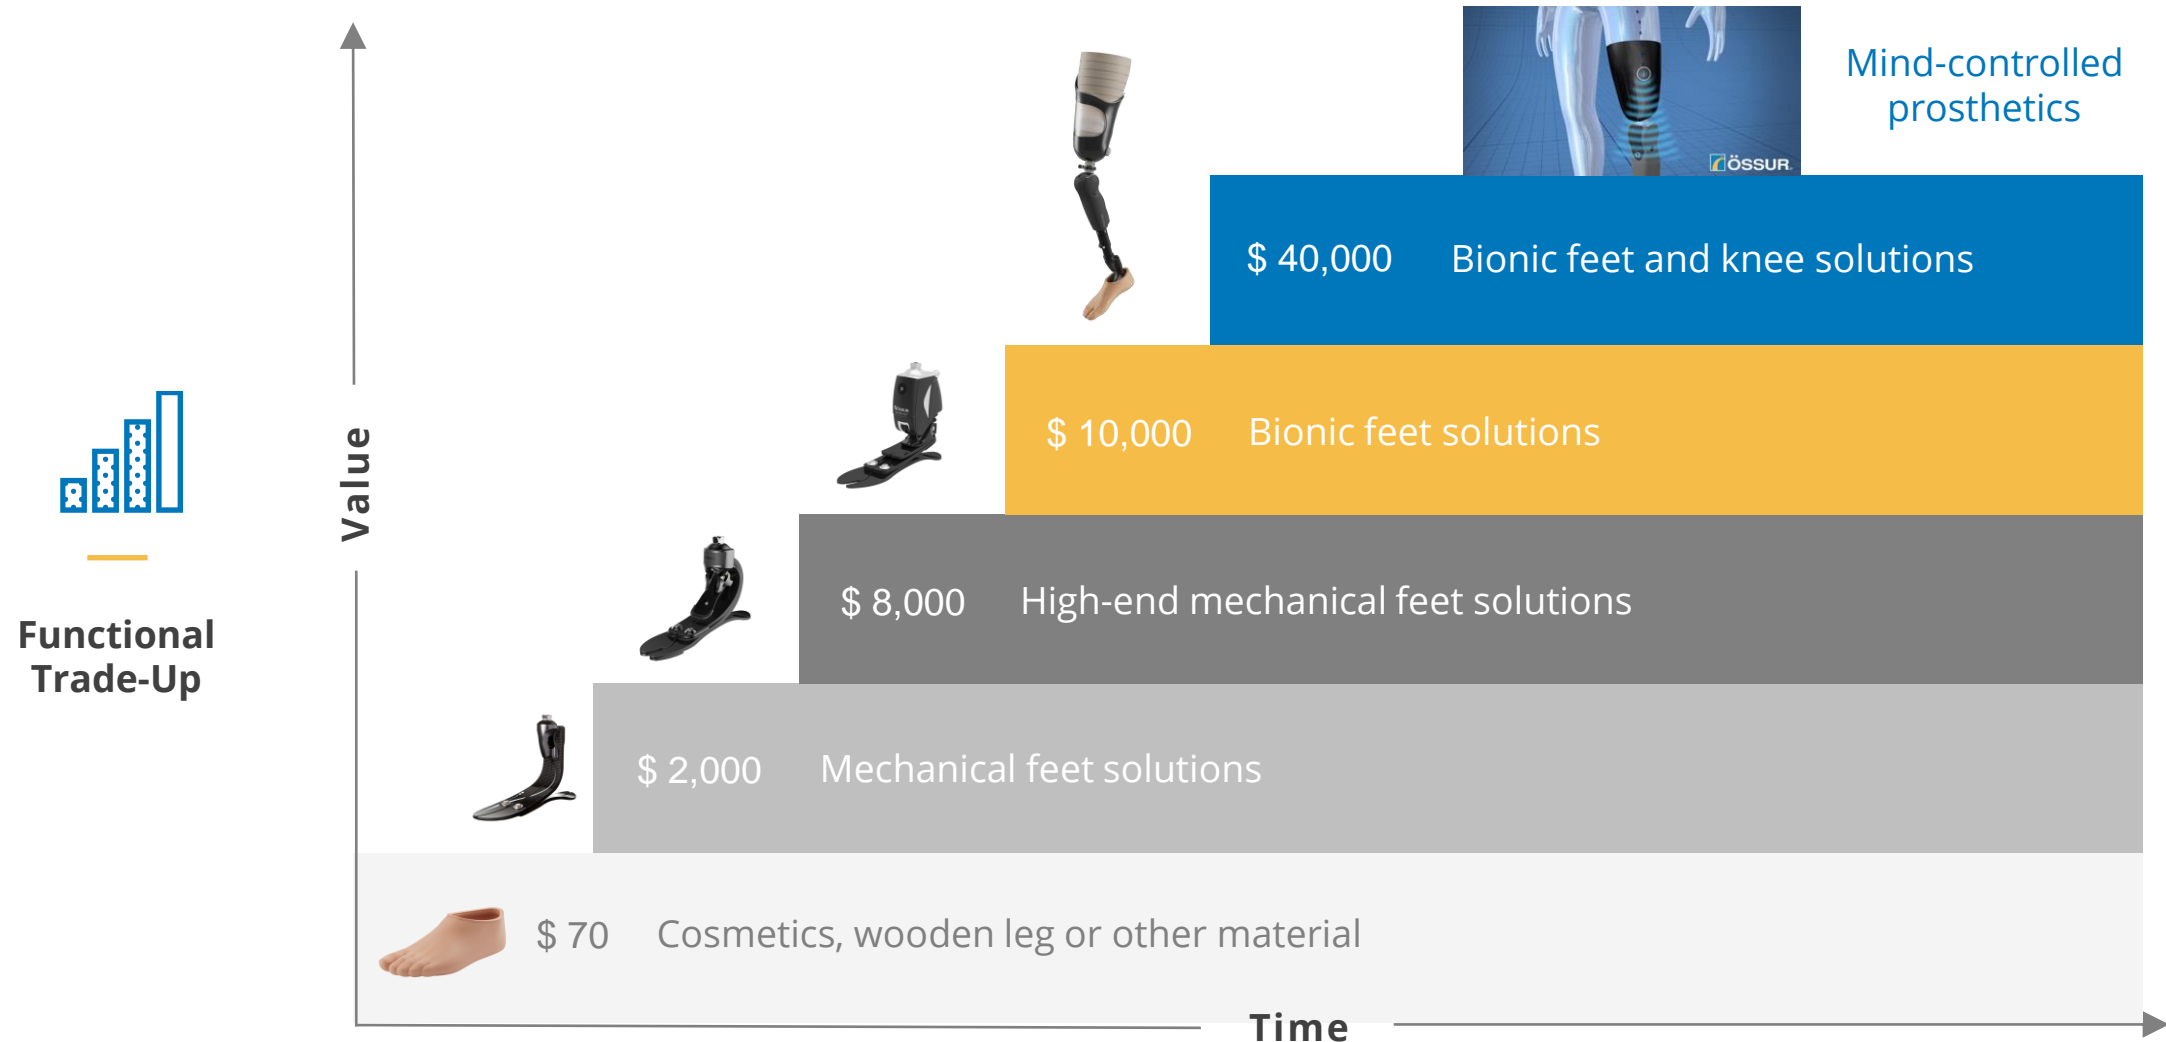 Mind-controlled
prosthetics
ÖSSUR
$ 40,000 Bionic feet and knee solutions
$ 10,000 Bionic feet solutions
Value
$ 8,000 High-end mechanical feet solutions
Functional
Trade-Up
$ 2,000 Mechanical feet solutions
$ 70 Cosmetics, wooden leg or other material
Time